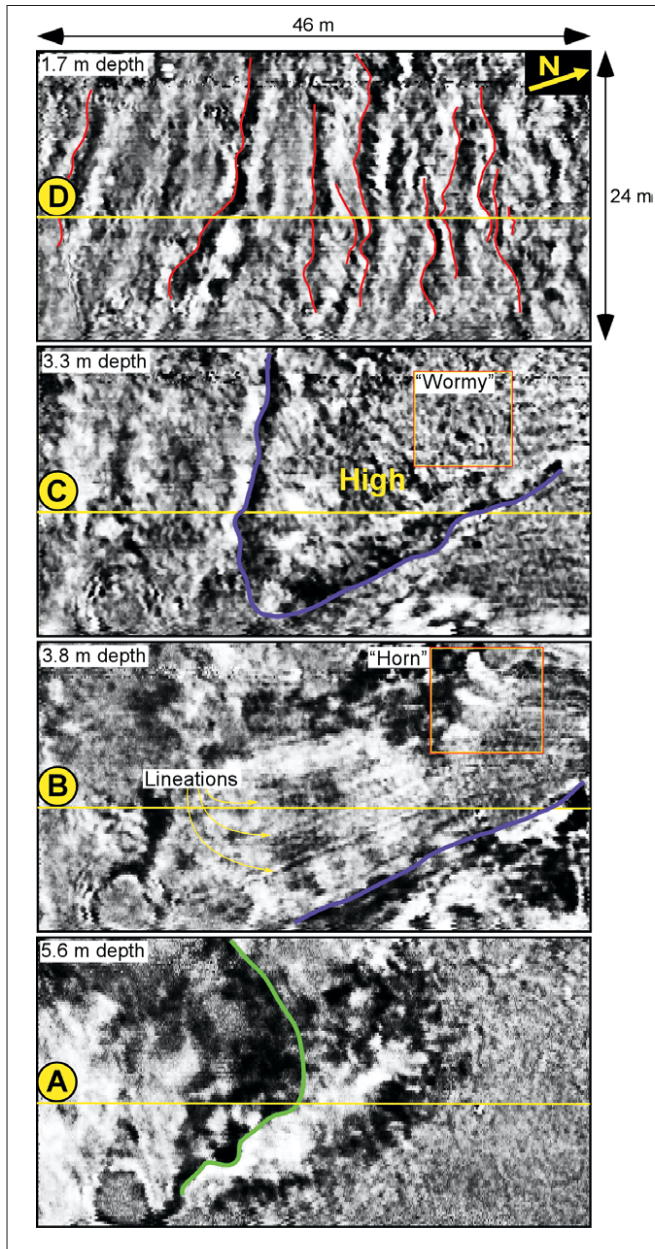 46 m
1.7 m depth
N
D
24 m
3.3 m depth
"Wormy"
C
High
3.8 m depth
"Horn"
B
Lineations
5.6 m depth
A